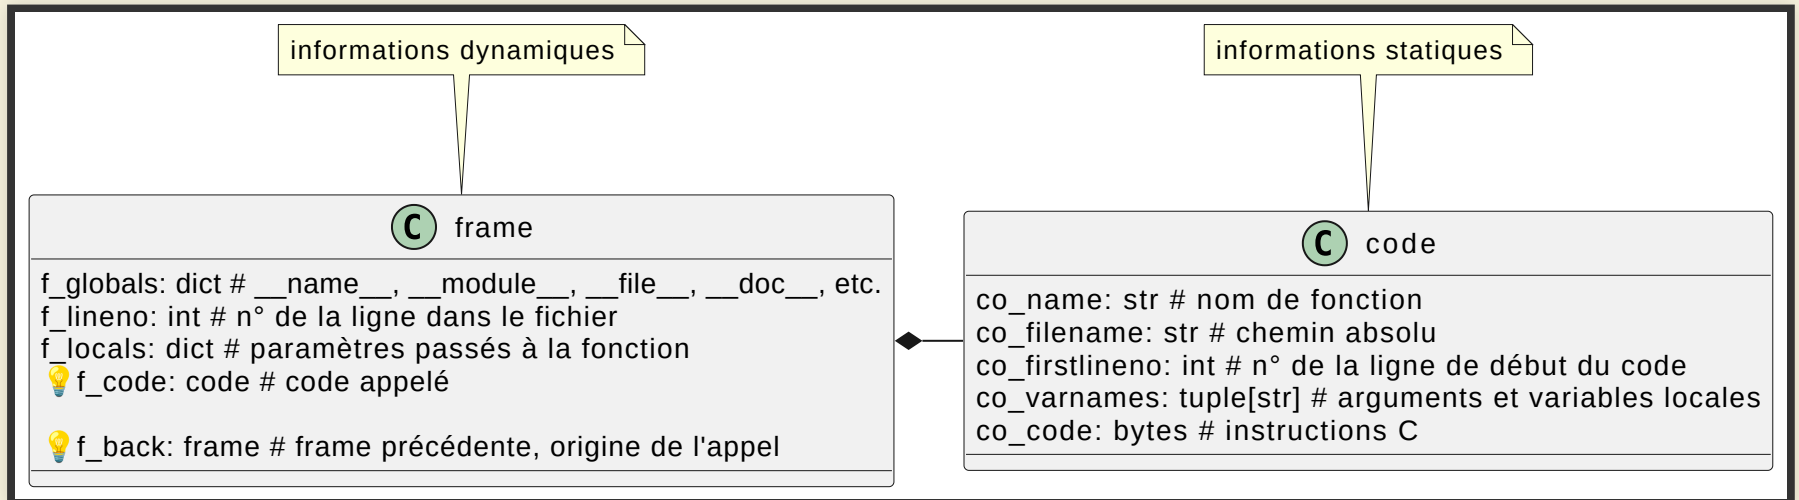 informations dynamiques
informations statiques
C frame
f_globals: dict # __name__, __module__, __file__, __doc__, etc.
f_lineno: int # n° de la ligne dans le fichier
f_locals: dict # paramètres passés à la fonction
💡f_code: code # code appelé
💡f_back: frame # frame précédente, origine de l'appel
C code
co_name: str # nom de fonction
co_filename: str # chemin absolu
co_firstlineno: int # n° de la ligne de début du code
co_varnames: tuple[str] # arguments et variables locales
co_code: bytes # instructions C